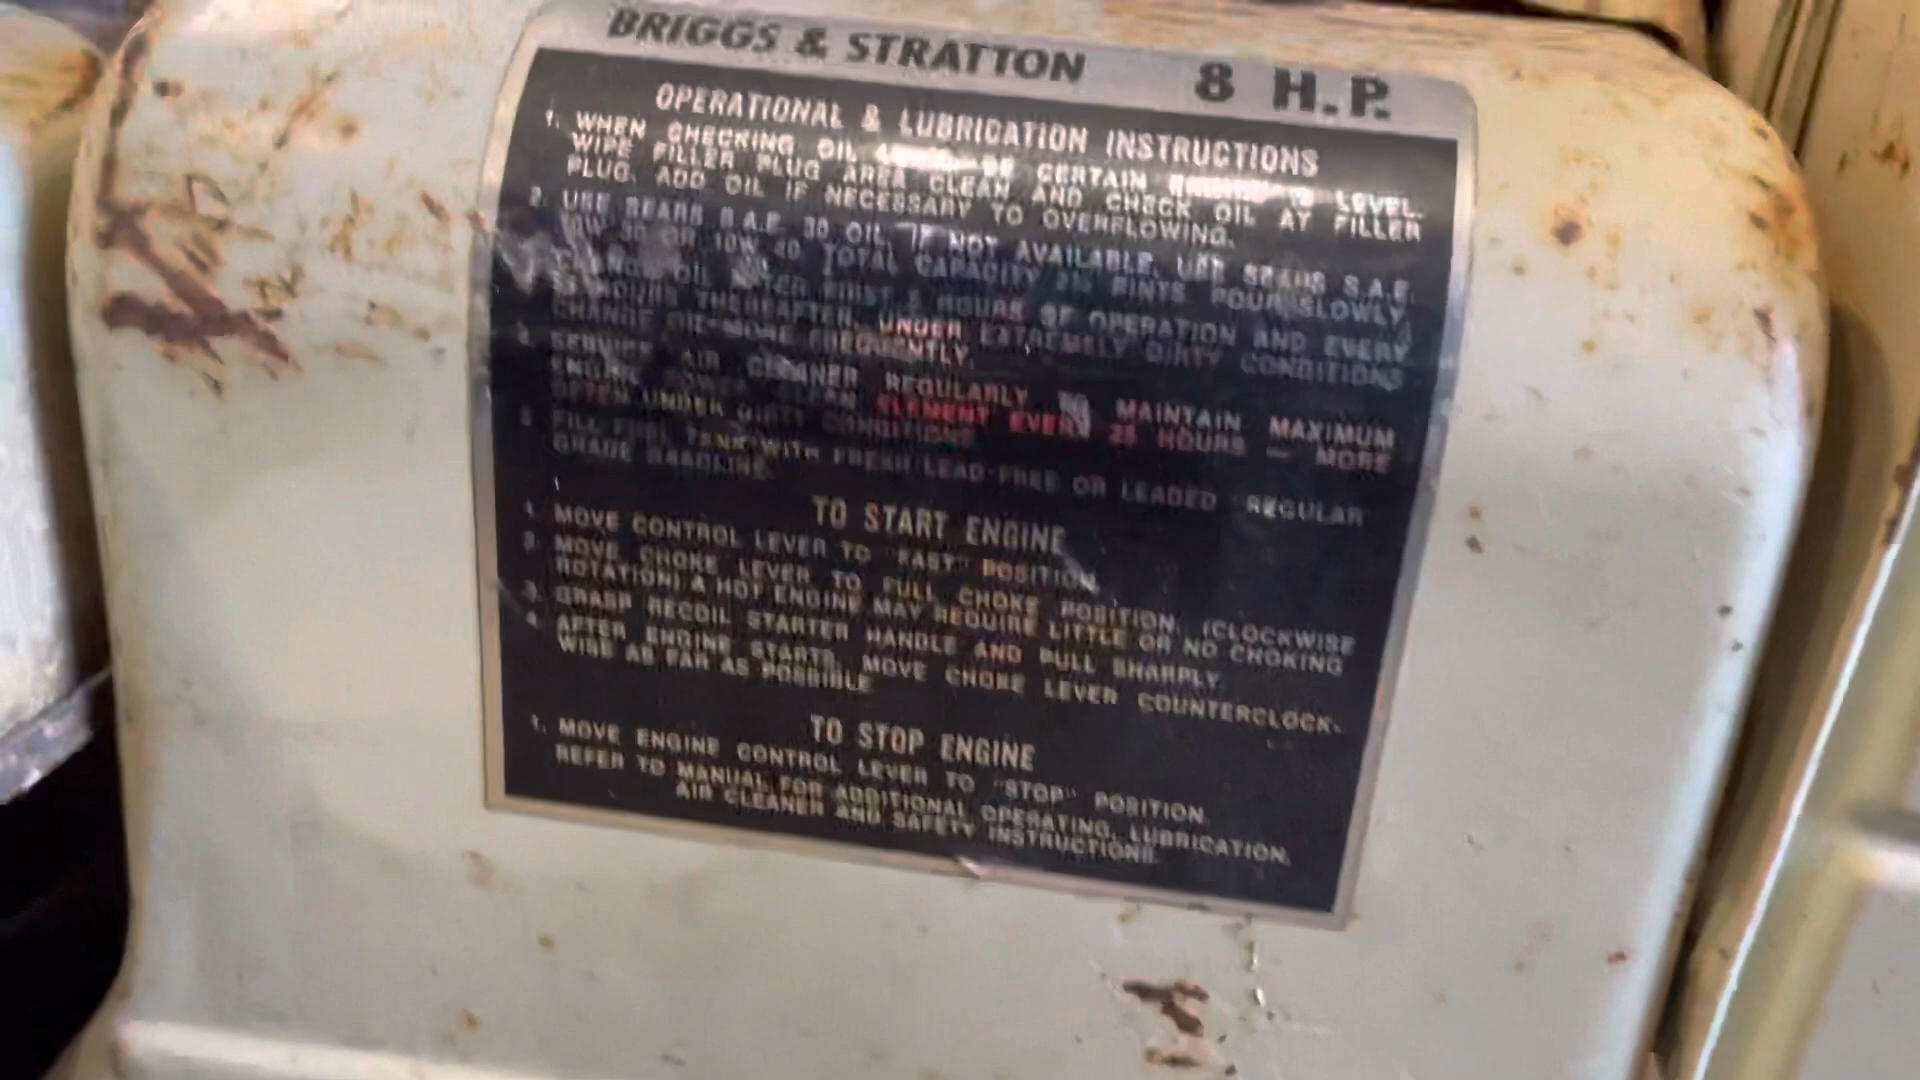 BRIGGS & STRATTON 8 H.P.
OPERATIONAL & LUBRICATION INSTRUCTIONS
1. WHEN CHECKING OIL BE CERTAIN ENGINE IS LEVEL.
WIPE FILLER PLUG AREA CLEAN AND CHECK OIL AT FILLER
PLUG. ADD OIL IF NECESSARY TO OVERFLOWING.
2. USE SEARS S.A.E. 30 OIL, IF NOT AVAILABLE, USE SEARS S.A.E.
10W 30 OR 10W 40 TOTAL CAPACITY PINTS POUR SLOWLY
CHANGE OIL AFTER FIRST 5 HOURS OF OPERATION AND EVERY
HOURS THEREAFTER. UNDER EXTREMELY DIRTY CONDITIONS
CHANGE OIL MORE FREQUENTLY.
SERVICE AIR CLEANER REGULARLY TO MAINTAIN MAXIMUM
ENGINE POWER CLEAN ELEMENT EVERY 25 HOURS — MORE
OFTEN UNDER DIRTY CONDITIONS
FILL FUEL TANK WITH FRESH LEAD-FREE OR LEADED "REGULAR"
GRADE GASOLINE
TO START ENGINE
1. MOVE CONTROL LEVER TO "FAST" POSITION
2. MOVE CHOKE LEVER TO FULL CHOKE POSITION. (CLOCKWISE
ROTATION) A HOT ENGINE MAY REQUIRE LITTLE OR NO CHOKING
3. GRASP RECOIL STARTER HANDLE AND PULL SHARPLY.
4. AFTER ENGINE STARTS, MOVE CHOKE LEVER COUNTERCLOCK-
WISE AS FAR AS POSSIBLE
TO STOP ENGINE
1. MOVE ENGINE CONTROL LEVER TO "STOP" POSITION.
REFER TO MANUAL FOR ADDITIONAL OPERATING, LUBRICATION,
AIR CLEANER AND SAFETY INSTRUCTIONS.